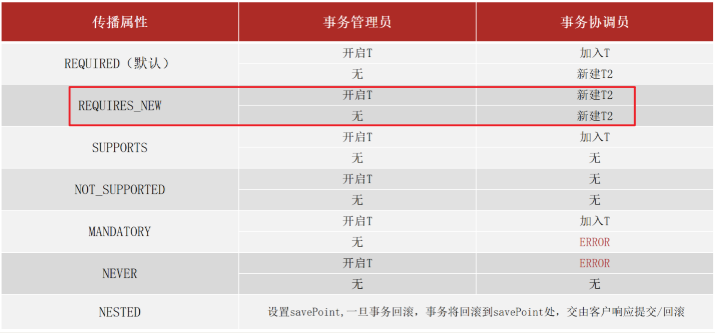 传播属性 事务管理员 事务协调员
REQUIRED（默认） 开启T 加入T
无 新建T2
REQUIRES_NEW 开启T 新建T2
无 新建T2
SUPPORTS 开启T 加入T
无 无
NOT_SUPPORTED 开启T 无
无 无
MANDATORY 开启T 加入T
无 ERROR
NEVER 开启T ERROR
无 无
NESTED 设置savePoint,一旦事务回滚，事务将回滚到savePoint处，交由客户响应提交/回滚